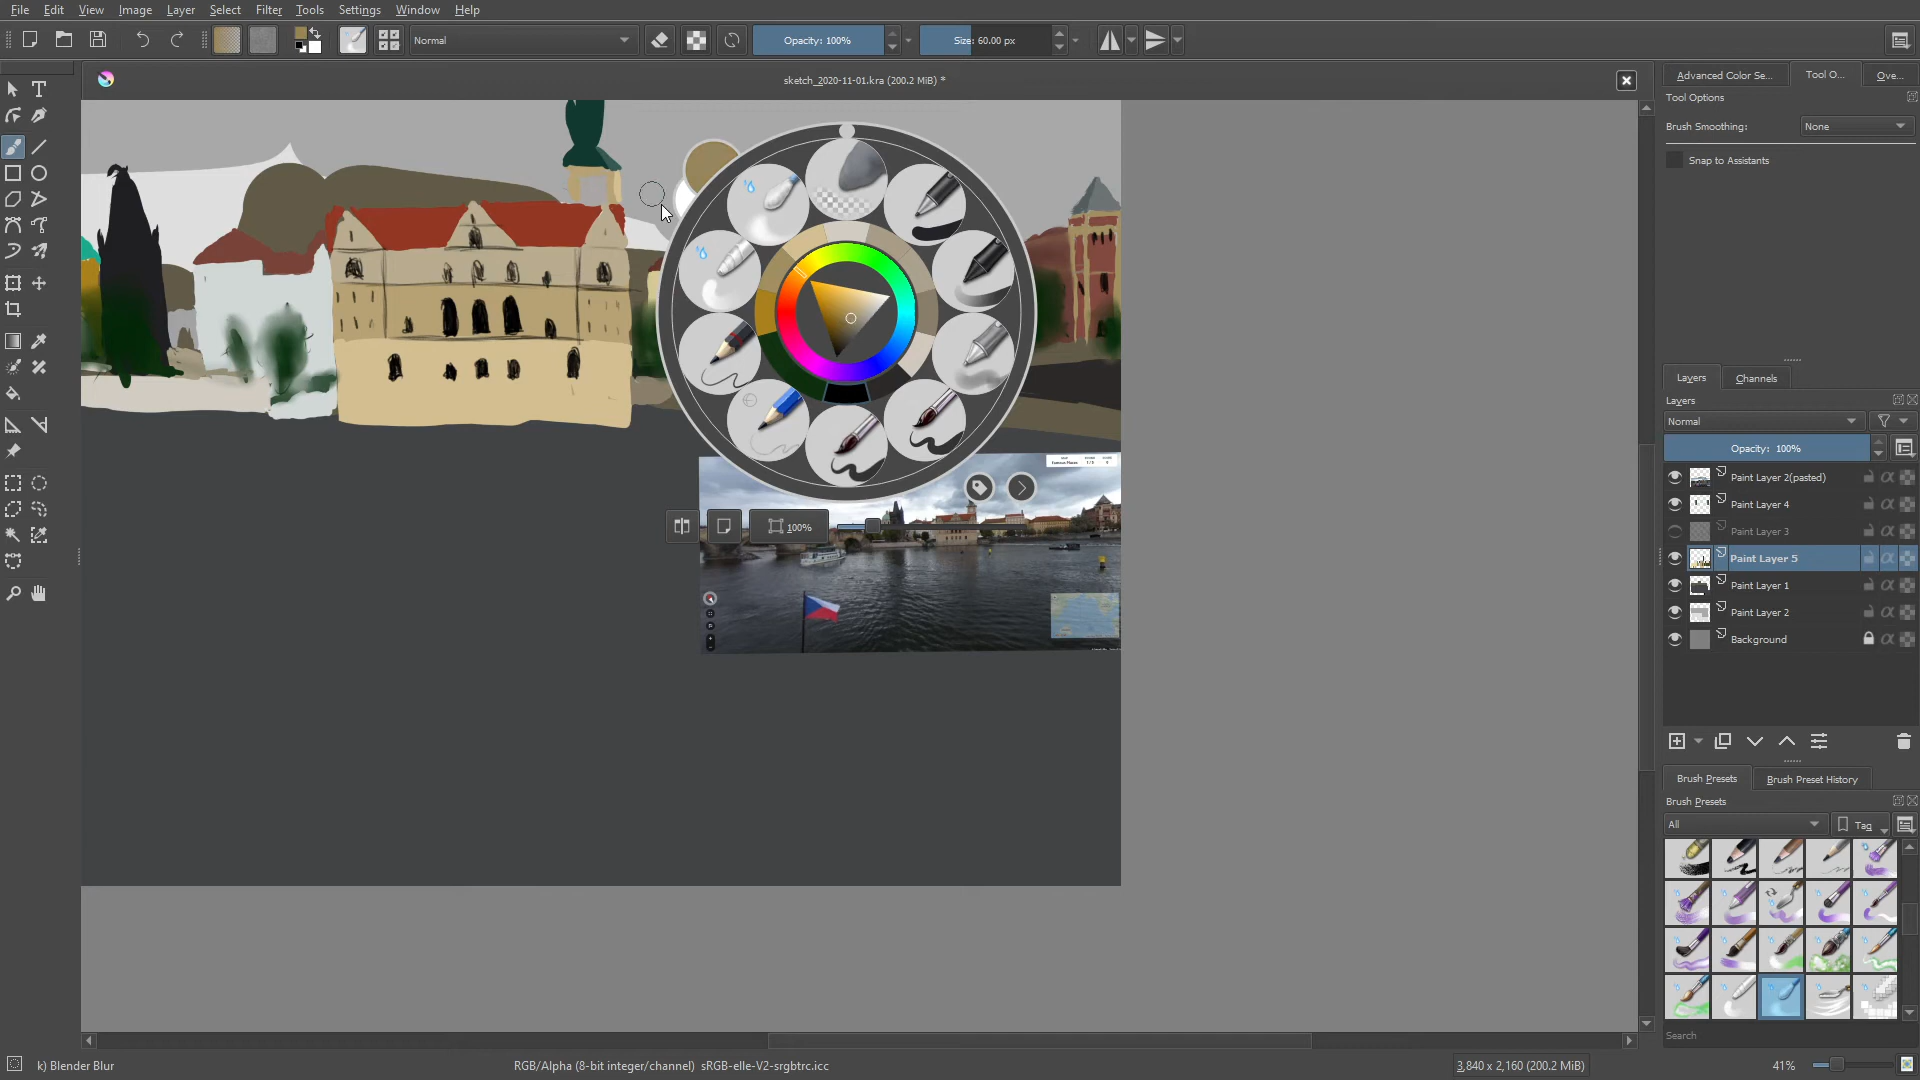 File Edit View Image Layer Select Filter Tools Settings Window Help
Normal
Opacity: 100%
Size: 60.00 px
sketch_2020-11-01.kra (200.2 MiB) *
Advanced Color Se...
Tool O...
Ove...
Tool Options
Brush Smoothing:
None
Snap to Assistants
100%
Layers
Channels
Layers
Normal
Opacity: 100%
Paint Layer 2(pasted)
Paint Layer 4
Paint Layer 3
Paint Layer 5
Paint Layer 1
Paint Layer 2
Background
Brush Presets
Brush Preset History
Brush Presets
All
Tag
Search
k) Blender Blur
RGB/Alpha (8-bit integer/channel) sRGB-elle-V2-srgbtrc.icc
3,840 x 2,160 (200.2 MiB)
41%